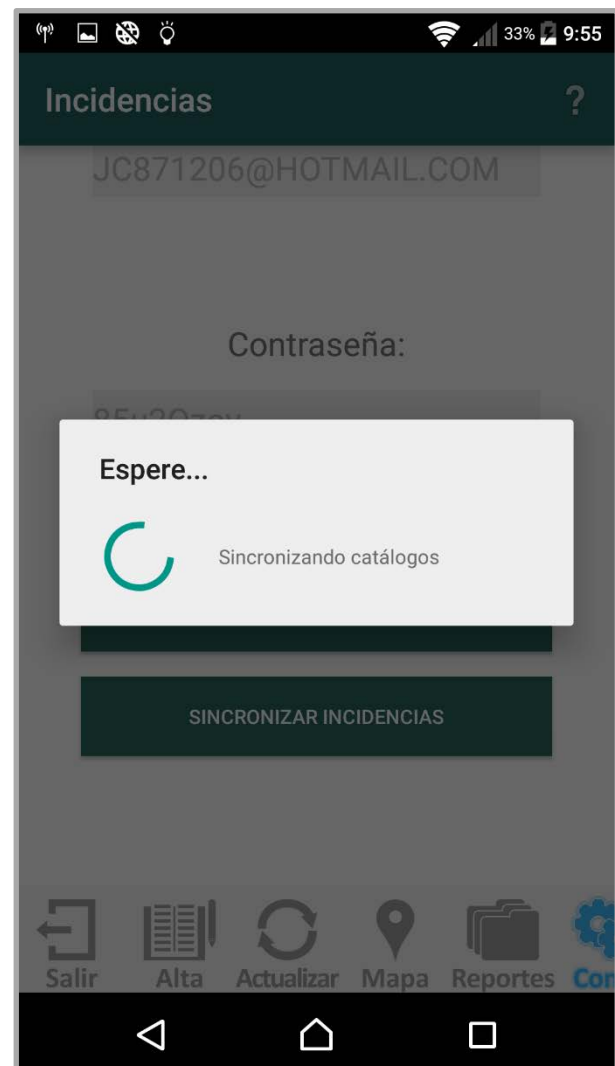 33% 9:55
Incidencias ?
JC871206@HOTMAIL.COM
Contraseña:
Espere...
Sincronizando catálogos
SINCRONIZAR INCIDENCIAS
Salir Alta Actualizar Mapa Reportes